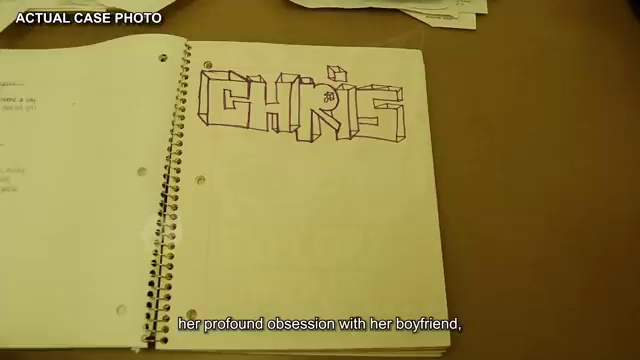 ACTUAL CASE PHOTO
CHRIS
her profound obsession with her boyfriend,